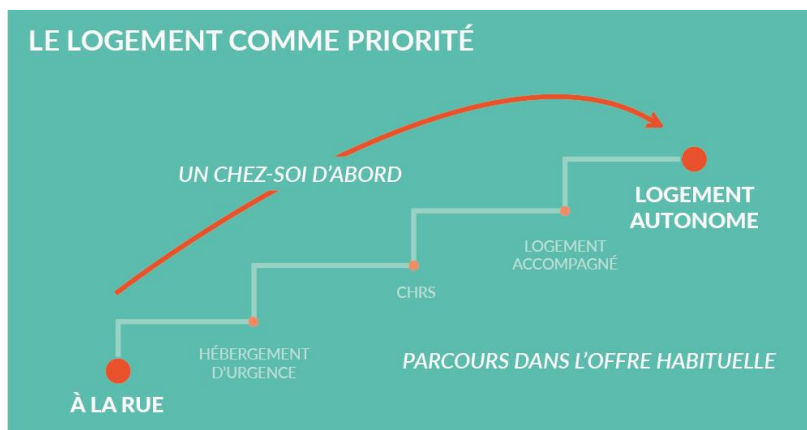 LE LOGEMENT COMME PRIORITÉ
UN CHEZ-SOI D'ABORD
LOGEMENT
AUTONOME
LOGEMENT
ACCOMPAGNÉ
CHRS
HÉBERGEMENT
D'URGENCE
PARCOURS DANS L'OFFRE HABITUELLE
À LA RUE